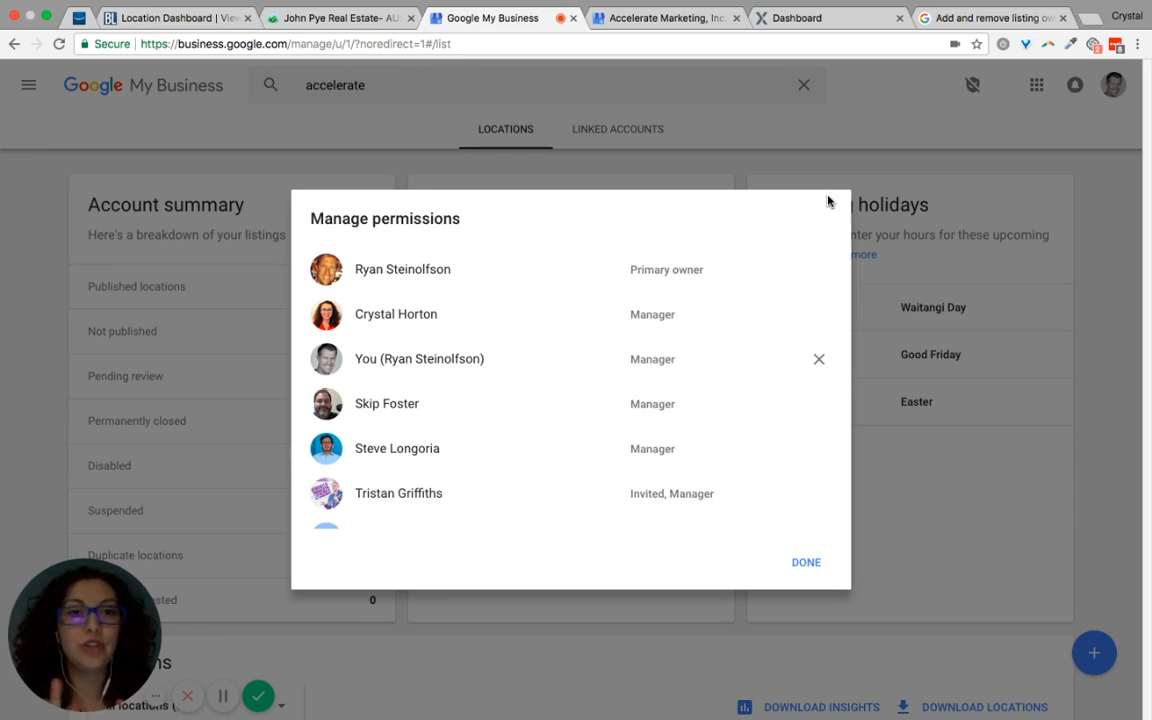 Location Dashboard | View
John Pye Real Estate- AU
Google My Business
Accelerate Marketing, Inc.
Dashboard
Add and remove listing ow
Crystal
Secure
https://business.google.com/manage/u/1/?noredirect=1#/list
Google My Business
accelerate
LOCATIONS
LINKED ACCOUNTS
Account summary
Here's a breakdown of your listings
Published locations
Not published
Pending review
Permanently closed
Disabled
Suspended
Duplicate locations
0
Manage permissions
Ryan Steinolfson Primary owner
Crystal Horton Manager
You (Ryan Steinolfson) Manager
Skip Foster Manager
Steve Longoria Manager
Tristan Griffiths Invited, Manager
DONE
holidays
enter your hours for these upcoming
more
Waitangi Day
Good Friday
Easter
DOWNLOAD INSIGHTS
DOWNLOAD LOCATIONS